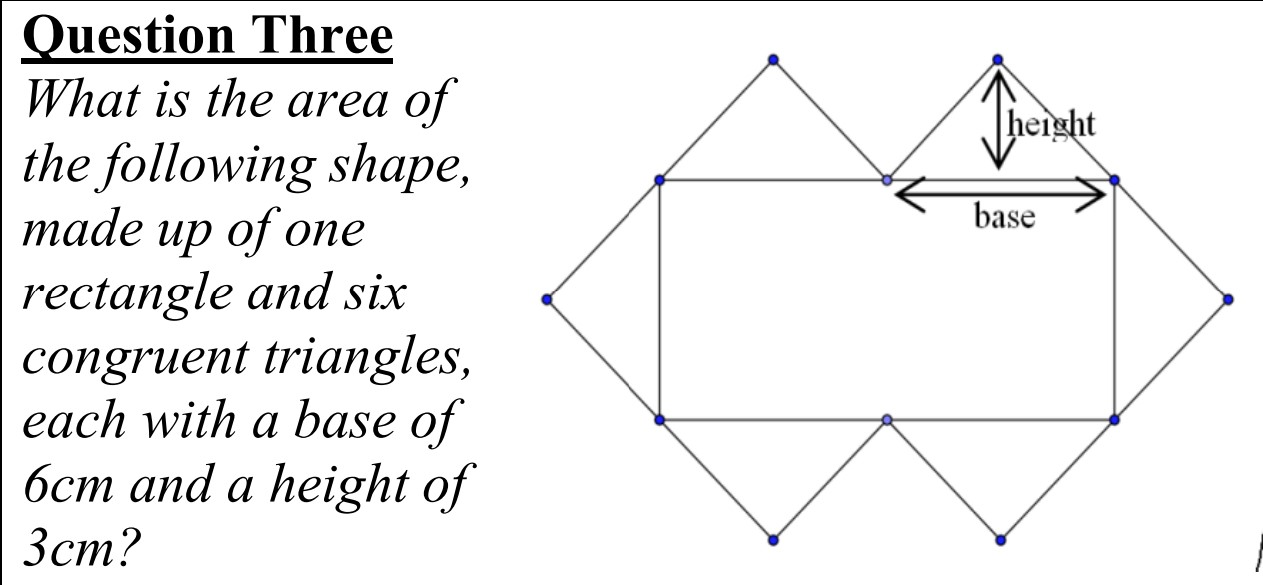 Question Three
What is the area of
the following shape,
made up of one
rectangle and six
congruent triangles,
each with a base of
6cm and a height of
3cm?
height
base